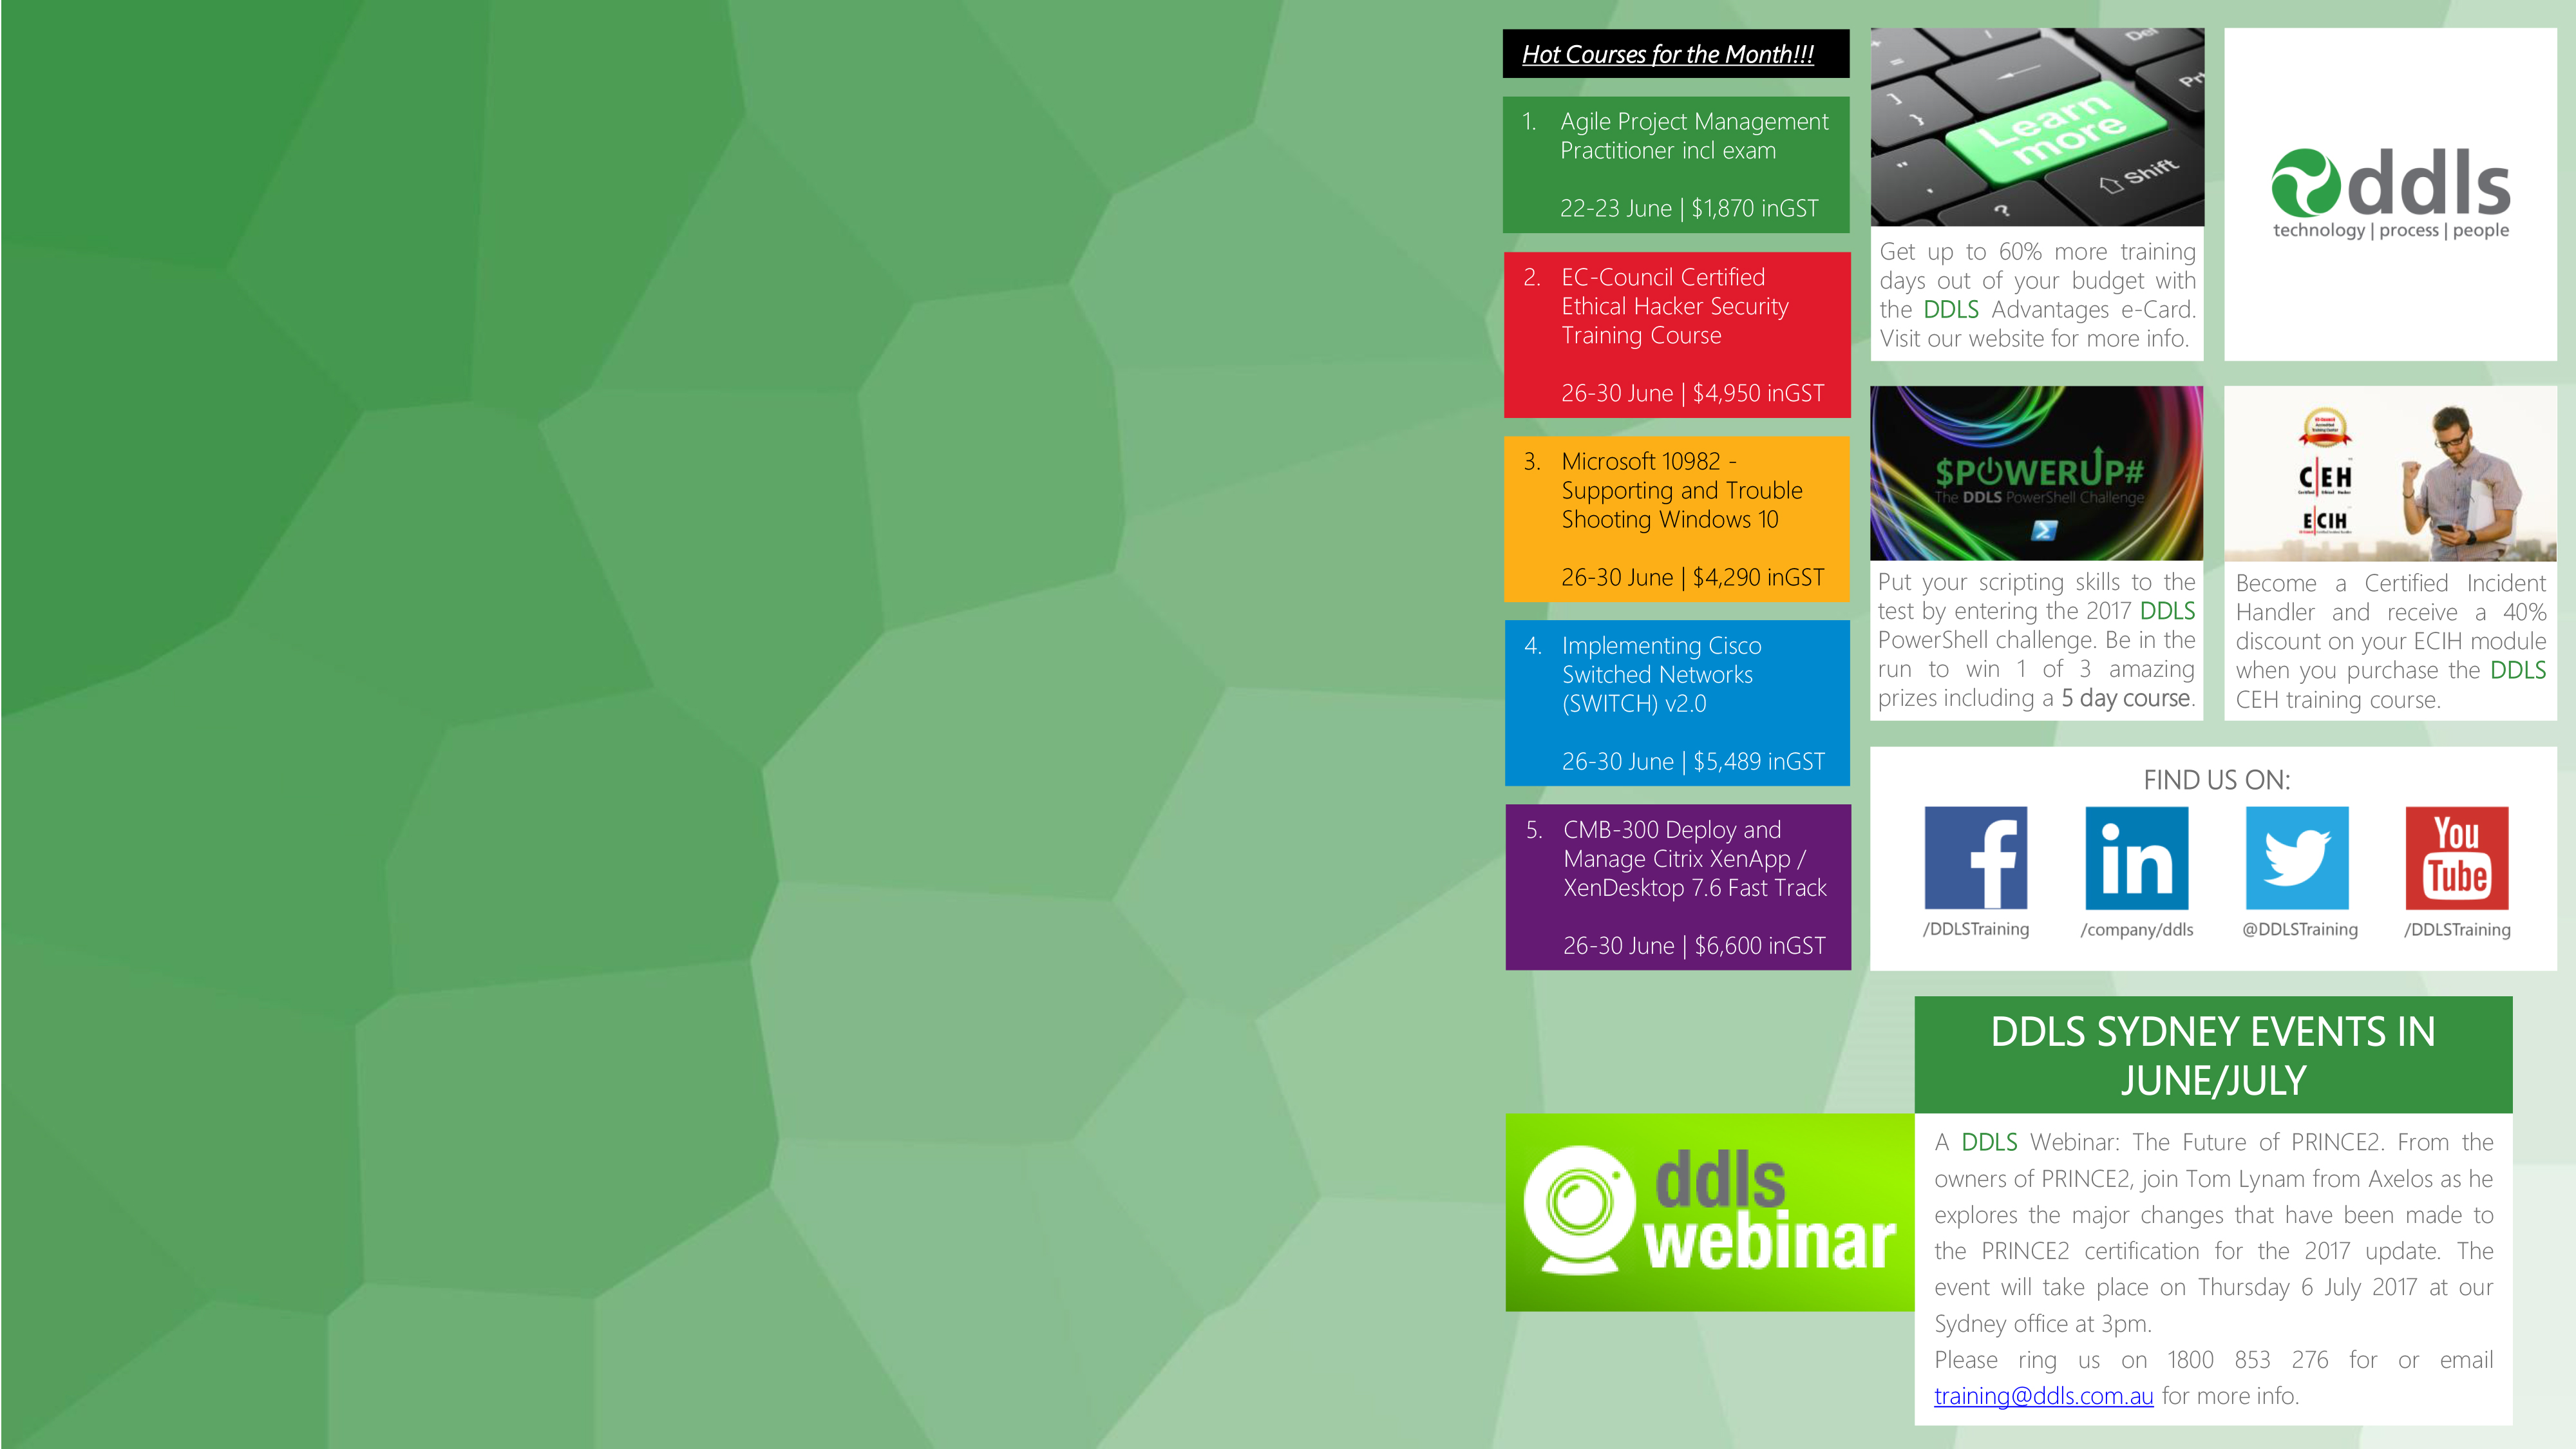 Hot Courses for the Month!!!
1. Agile Project Management
Practitioner incl exam
22-23 June | $1,870 inGST
2. EC-Council Certified
Ethical Hacker Security
Training Course
26-30 June | $4,950 inGST
3. Microsoft 10982 -
Supporting and Trouble
Shooting Windows 10
26-30 June | $4,290 inGST
4. Implementing Cisco
Switched Networks
(SWITCH) v2.0
26-30 June | $5,489 inGST
5. CMB-300 Deploy and
Manage Citrix XenApp /
XenDesktop 7.6 Fast Track
26-30 June | $6,600 inGST
Del
Learn
more
Shift
Get up to 60% more training
days out of your budget with
the DDLS Advantages e-Card.
Visit our website for more info.
ddls
technology | process | people
$POWERUP#
The DDLS PowerShell Challenge
Put your scripting skills to the
test by entering the 2017 DDLS
PowerShell challenge. Be in the
run to win 1 of 3 amazing
prizes including a 5 day course.
C|EH
Certified Ethical Hacker
E|CIH
Become a Certified Incident
Handler and receive a 40%
discount on your ECIH module
when you purchase the DDLS
CEH training course.
FIND US ON:
f
in
You
Tube
/DDLSTraining
/company/ddls
@DDLSTraining
/DDLSTraining
DDLS SYDNEY EVENTS IN
JUNE/JULY
ddls
webinar
A DDLS Webinar: The Future of PRINCE2. From the
owners of PRINCE2, join Tom Lynam from Axelos as he
explores the major changes that have been made to
the PRINCE2 certification for the 2017 update. The
event will take place on Thursday 6 July 2017 at our
Sydney office at 3pm.
Please ring us on 1800 853 276 for or email
training@ddls.com.au for more info.